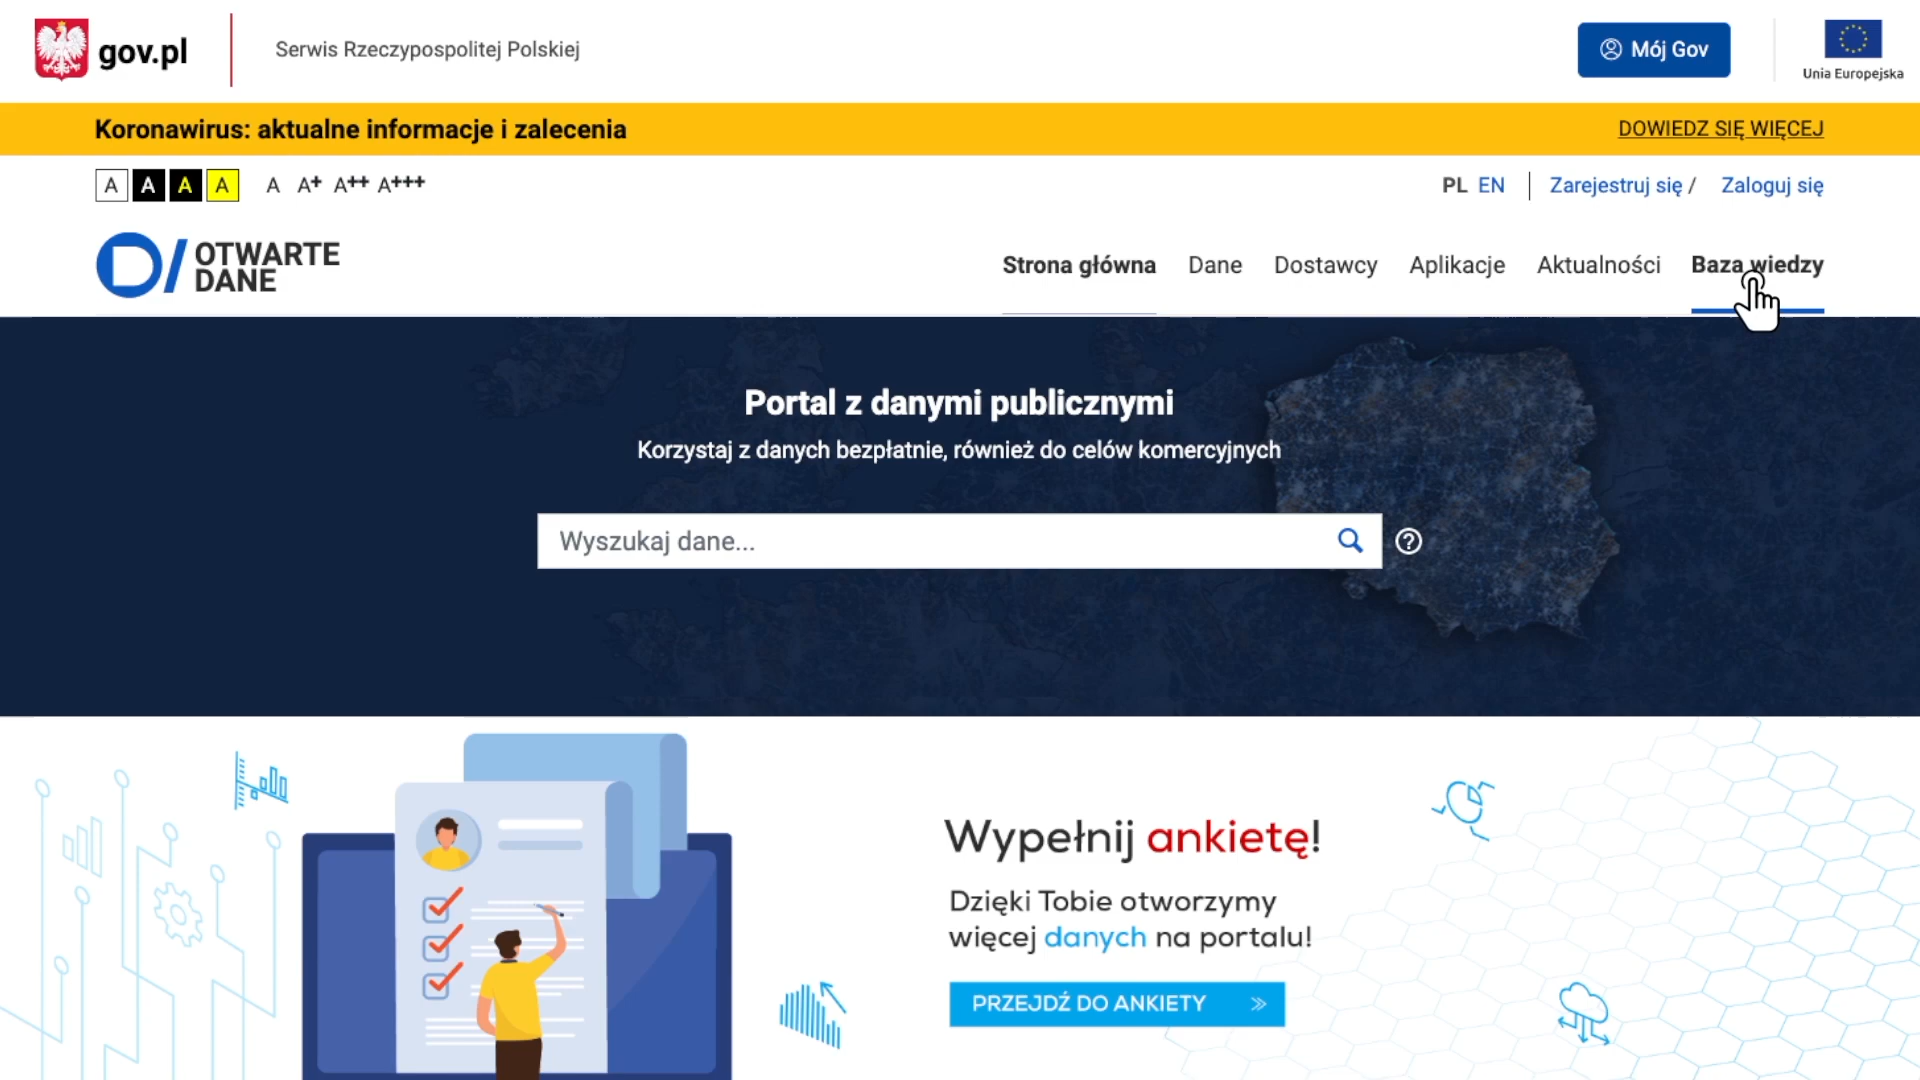 gov.pl
Serwis Rzeczypospolitej Polskiej
Mój Gov
Unia Europejska
Koronawirus: aktualne informacje i zalecenia
DOWIEDZ SIĘ WIĘCEJ
A A A A A A+ A++ A+++
PL EN
Zarejestruj się /
Zaloguj się
OTWARTE
DANE
Strona główna
Dane
Dostawcy
Aplikacje
Aktualności
Baza wiedzy
Portal z danymi publicznymi
Korzystaj z danych bezpłatnie, również do celów komercyjnych
Wyszukaj dane...
?
Wypełnij ankietę!
Dzięki Tobie otworzymy
więcej danych na portalu!
PRZEJDŹ DO ANKIETY »